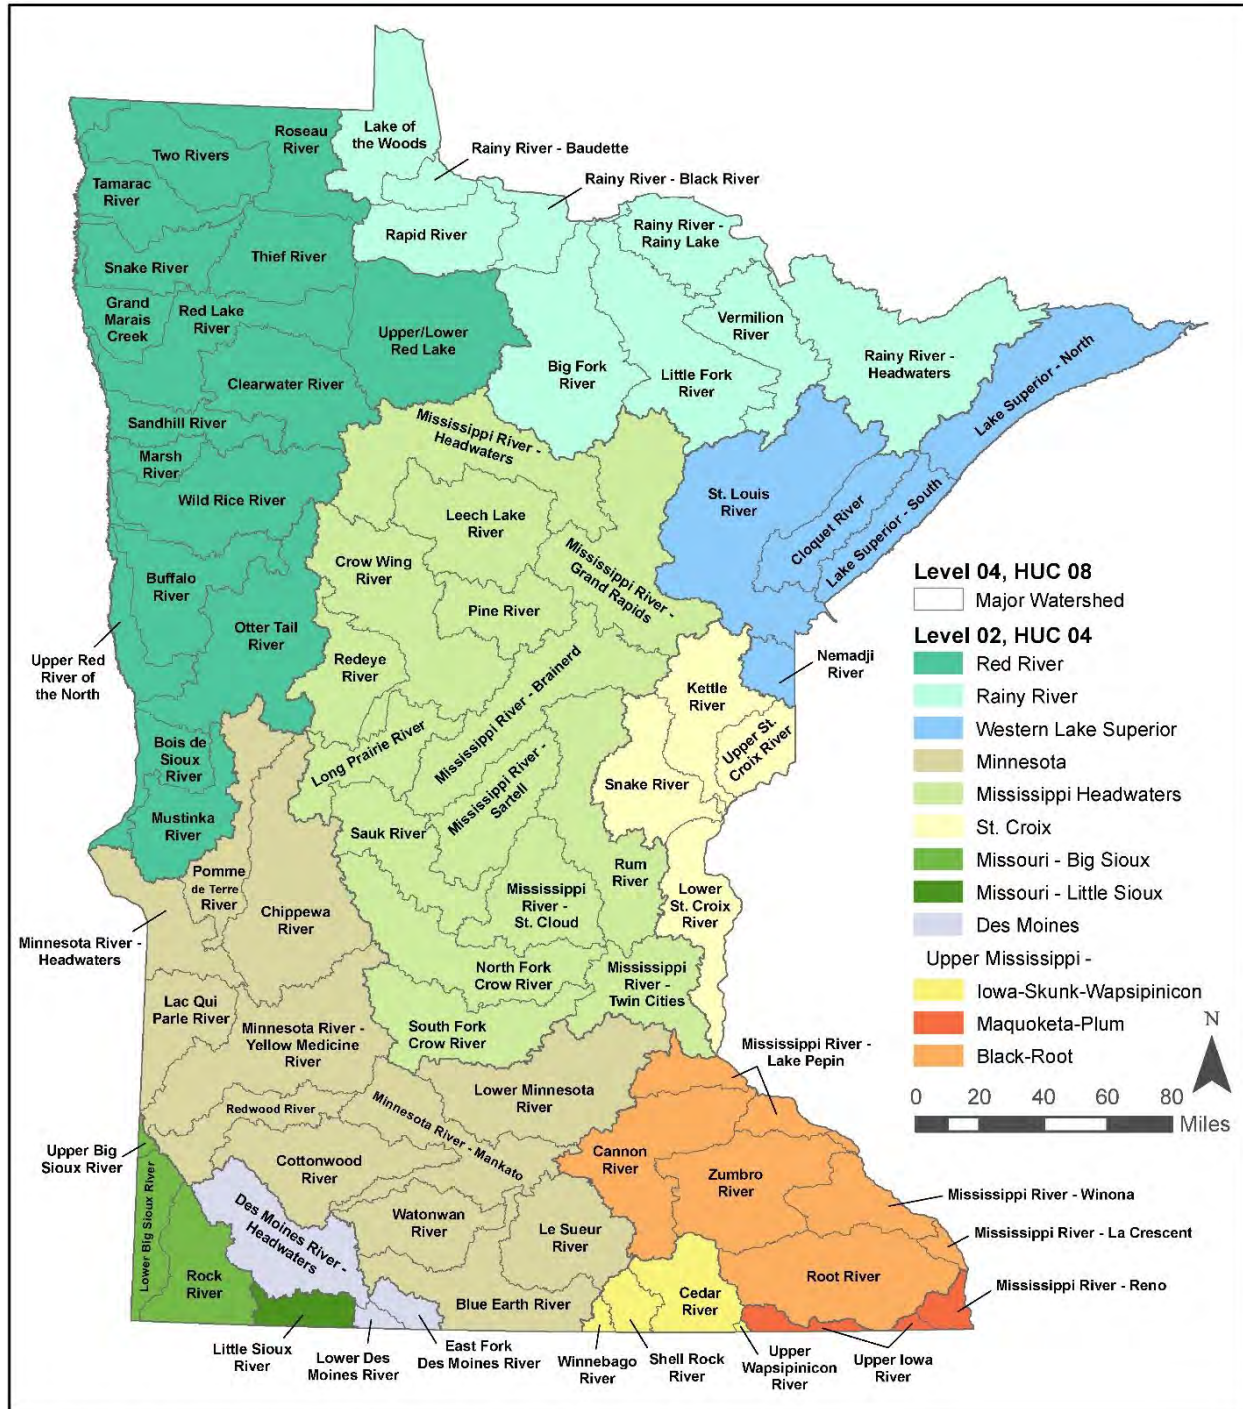 Lake of
the Woods
Roseau
River
Two Rivers
Rainy River - Baudette
Rainy River - Black River
Tamarac
River
Rapid River
Rainy River -
Rainy Lake
Snake River
Thief River
Grand
Marais
Creek
Red Lake
River
Upper/Lower
Red Lake
Vermilion
River
Big Fork
River
Little Fork
River
Rainy River -
Headwaters
Lake Superior - North
Clearwater River
Sandhill River
Mississippi River -
Headwaters
Marsh
River
Wild Rice River
Leech Lake
River
St. Louis
River
Cloquet River
Lake Superior - South
Crow Wing
River
Mississippi River -
Grand Rapids
Buffalo
River
Pine River
Otter Tail
River
Upper Red
River of
the North
Redeye
River
Mississippi River - Brainerd
Nemadji
River
Kettle
River
Upper St.
Croix River
Bois de
Sioux
River
Long Prairie River
Mississippi River -
Sartell
Snake River
Mustinka
River
Sauk River
Pomme
de Terre
River
Rum
River
Chippewa
River
Mississippi
River -
St. Cloud
Lower
St. Croix
River
Minnesota River -
Headwaters
North Fork
Crow River
Mississippi
River -
Twin Cities
Lac Qui
Parle River
Minnesota River -
Yellow Medicine
River
South Fork
Crow River
Mississippi River -
Lake Pepin
Lower Minnesota
River
Redwood River
Minnesota River - Mankato
Upper Big
Sioux River
Cottonwood
River
Cannon
River
Zumbro
River
Lower Big Sioux River
Des Moines River -
Headwaters
Watonwan
River
Le Sueur
River
Mississippi River - Winona
Mississippi River - La Crescent
Rock
River
Root River
Mississippi River - Reno
Blue Earth River
Cedar
River
Little Sioux
River
Lower Des
Moines River
East Fork
Des Moines River
Winnebago
River
Shell Rock
River
Upper
Wapsipinicon
River
Upper Iowa
River
Level 04, HUC 08
Major Watershed
Level 02, HUC 04
Red River
Rainy River
Western Lake Superior
Minnesota
Mississippi Headwaters
St. Croix
Missouri - Big Sioux
Missouri - Little Sioux
Des Moines
Upper Mississippi -
Iowa-Skunk-Wapsipinicon
Maquoketa-Plum
Black-Root
N
0 20 40 60 80
Miles